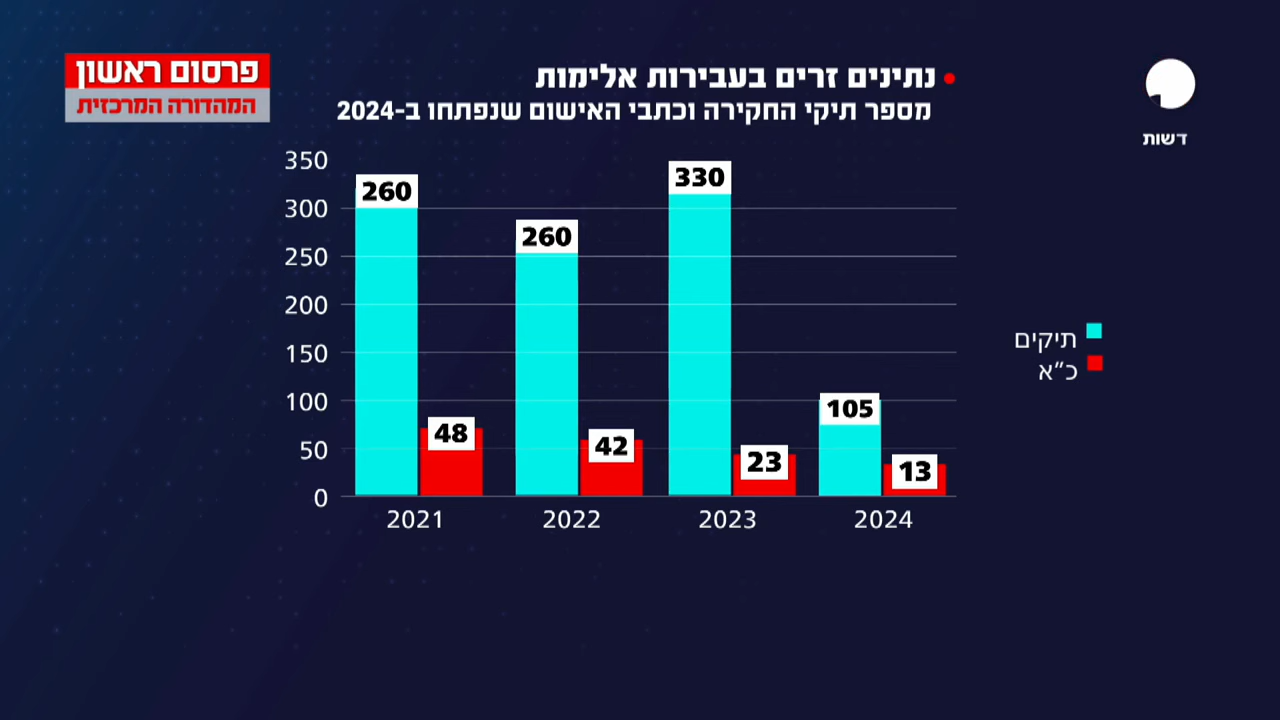 פרסום ראשון
המהדורה המרכזית
נתינים זרים בעבירות אלימות
מספר תיקי החקירה וכתבי האישום שנפתחו ב-2024
דשות
350
300
250
200
150
100
50
0
260
48
260
42
330
23
105
13
2021
2022
2023
2024
תיקים
כ"א